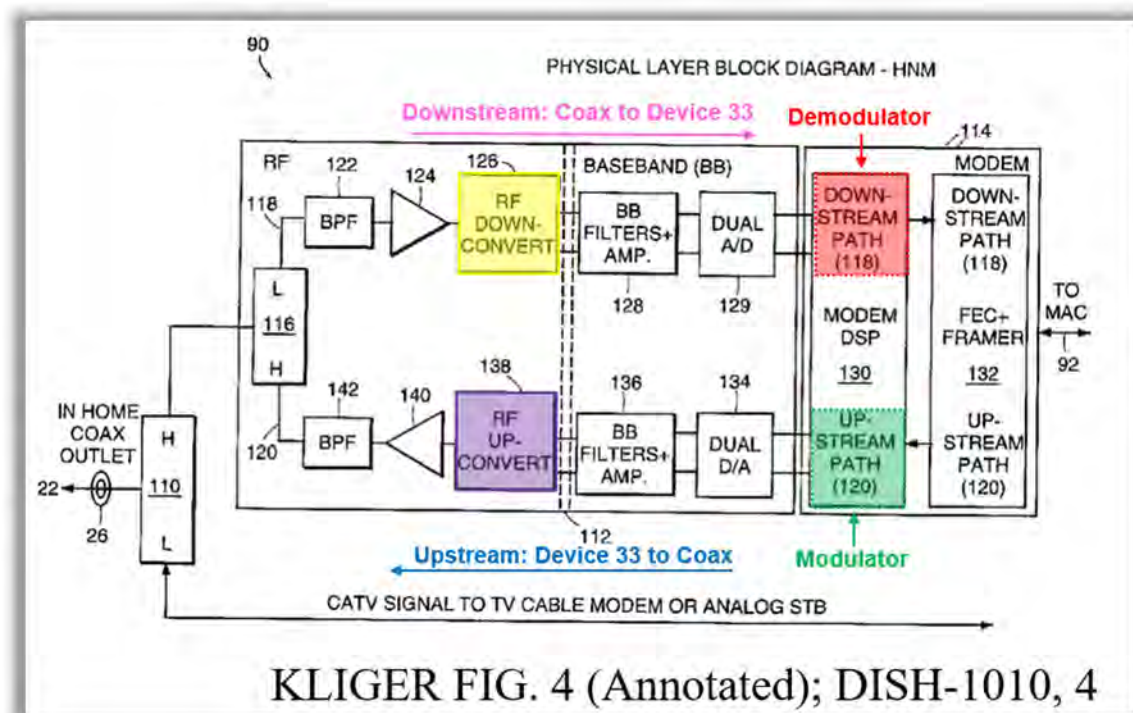 90
PHYSICAL LAYER BLOCK DIAGRAM - HNM
Downstream: Coax to Device 33
Demodulator
114
RF
122
124
126
BASEBAND (BB)
MODEM
118
BPF
RF
DOWN-
CONVERT
BB
FILTERS+
AMP.
DUAL
A/D
DOWN-
STREAM
PATH
(118)
DOWN-
STREAM
PATH
(118)
128
129
L
116
H
MODEM
DSP
130
FEC+
FRAMER
132
TO
MAC
92
142
140
138
136
134
120
BPF
RF
UP-
CONVERT
BB
FILTERS+
AMP.
DUAL
D/A
UP-
STREAM
PATH
(120)
UP-
STREAM
PATH
(120)
IN HOME
COAX
OUTLET
22
26
H
110
L
112
Upstream: Device 33 to Coax
Modulator
CATV SIGNAL TO TV CABLE MODEM OR ANALOG STB
KLIGER FIG. 4 (Annotated); DISH-1010, 4